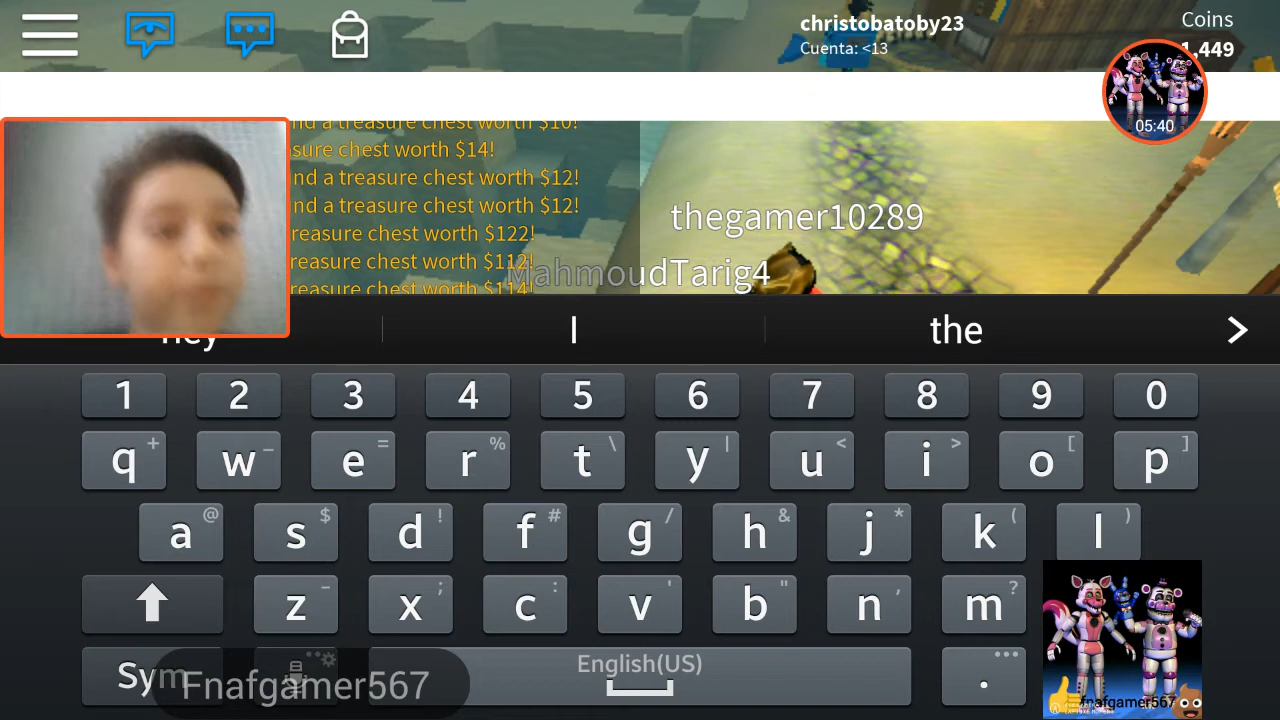 christobatoby23
Cuenta: <13
Coins
1,449
05:40
nd a treasure chest worth $10!
sure chest worth $14!
nd a treasure chest worth $12!
nd a treasure chest worth $12!
reasure chest worth $122!
reasure chest worth $112!
reasure chest worth $114!
thegamer10289
MahmoudTarig4
hey I the
1 2 3 4 5 6 7 8 9 0
q + w - e = r % t \ y | u < i > o [ p ]
a @ s $ d ! f # g / h & j * k ( l )
z - x ; c : v ' b " n , m ?
Sym English(US) .
Fnafgamer567
fnafgamer567